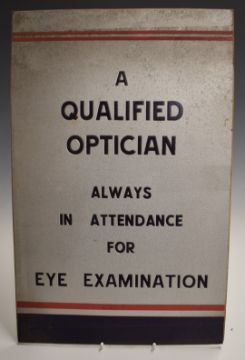 A
QUALIFIED
OPTICIAN
ALWAYS
IN ATTENDANCE
FOR
EYE EXAMINATION